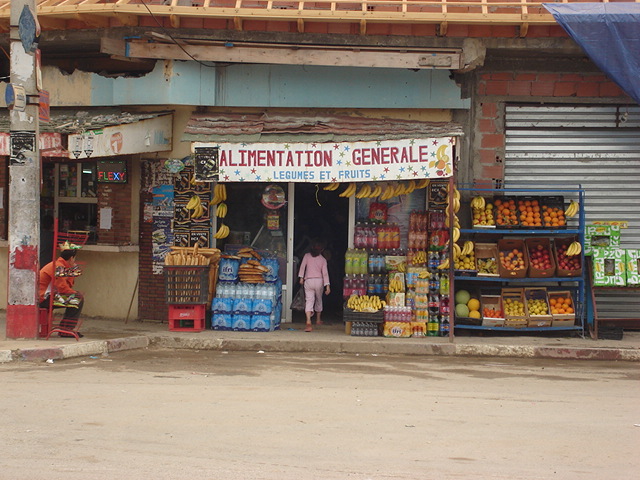 ALIMENTATION GENERALE
LEGUMES ET FRUITS
FLEXY